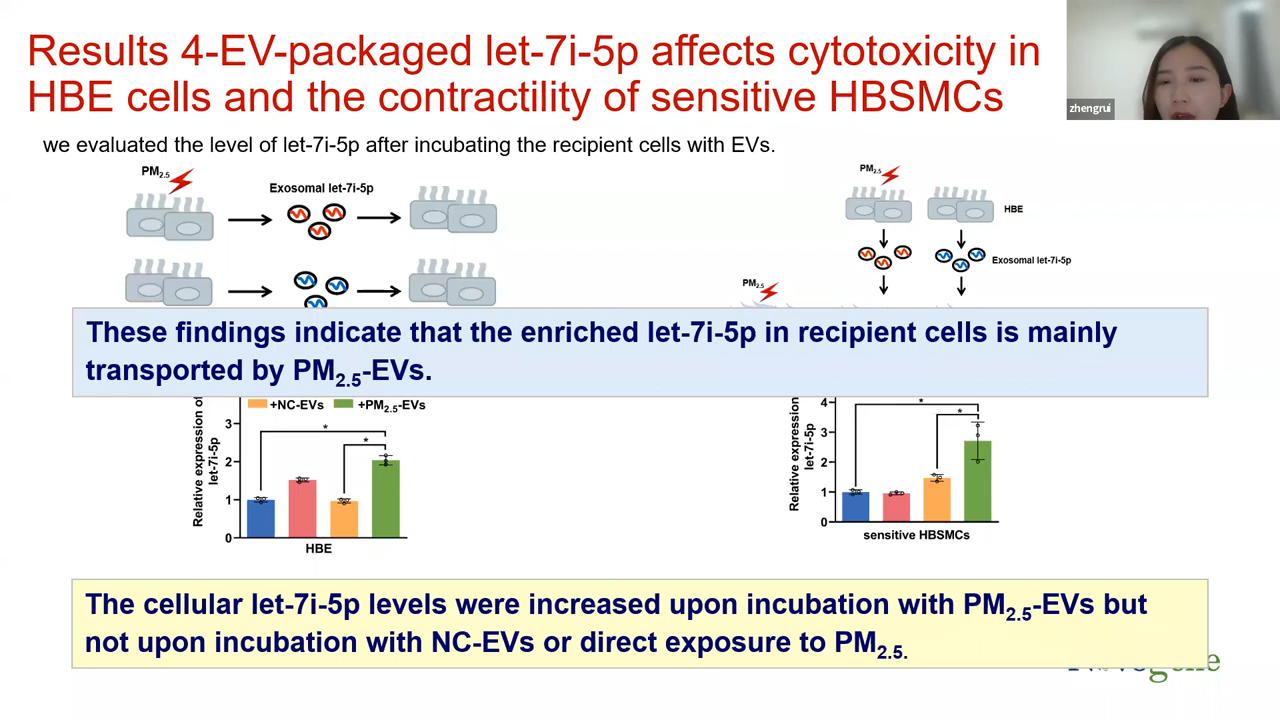 Results 4-EV-packaged let-7i-5p affects cytotoxicity in
HBE cells and the contractility of sensitive HBSMCs
zhengrui
we evaluated the level of let-7i-5p after incubating the recipient cells with EVs.
PM2.5
Exosomal let-7i-5p
PM2.5
HBE
Exosomal let-7i-5p
PM2.5
These findings indicate that the enriched let-7i-5p in recipient cells is mainly
transported by PM2.5-EVs.
+NC-EVs
+PM2.5-EVs
Relative expression of
let-7i-5p
3
2
1
0
*
*
HBE
Relative expression
let-7i-5p
4
3
2
1
0
*
*
sensitive HBSMCs
The cellular let-7i-5p levels were increased upon incubation with PM2.5-EVs but
not upon incubation with NC-EVs or direct exposure to PM2.5.